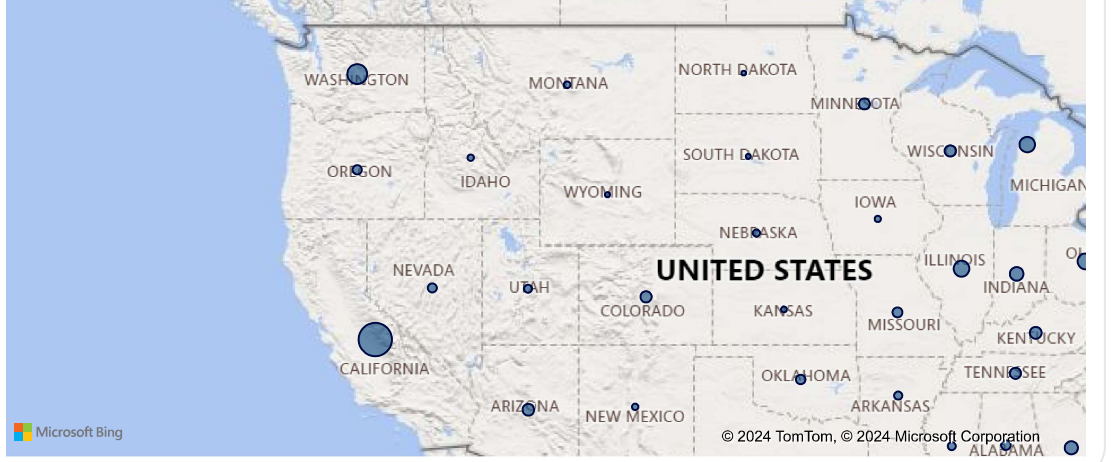 WASHINGTON
MONTANA
NORTH DAKOTA
MINNESOTA
OREGON
IDAHO
SOUTH DAKOTA
WISCONSIN
WYOMING
MICHIGAN
IOWA
NEBRASKA
NEVADA
UTAH
UNITED STATES
ILLINOIS
INDIANA
COLORADO
KANSAS
MISSOURI
KENTUCKY
CALIFORNIA
OKLAHOMA
TENNESSEE
ARIZONA
NEW MEXICO
ARKANSAS
ALABAMA
Microsoft Bing
© 2024 TomTom, © 2024 Microsoft Corporation